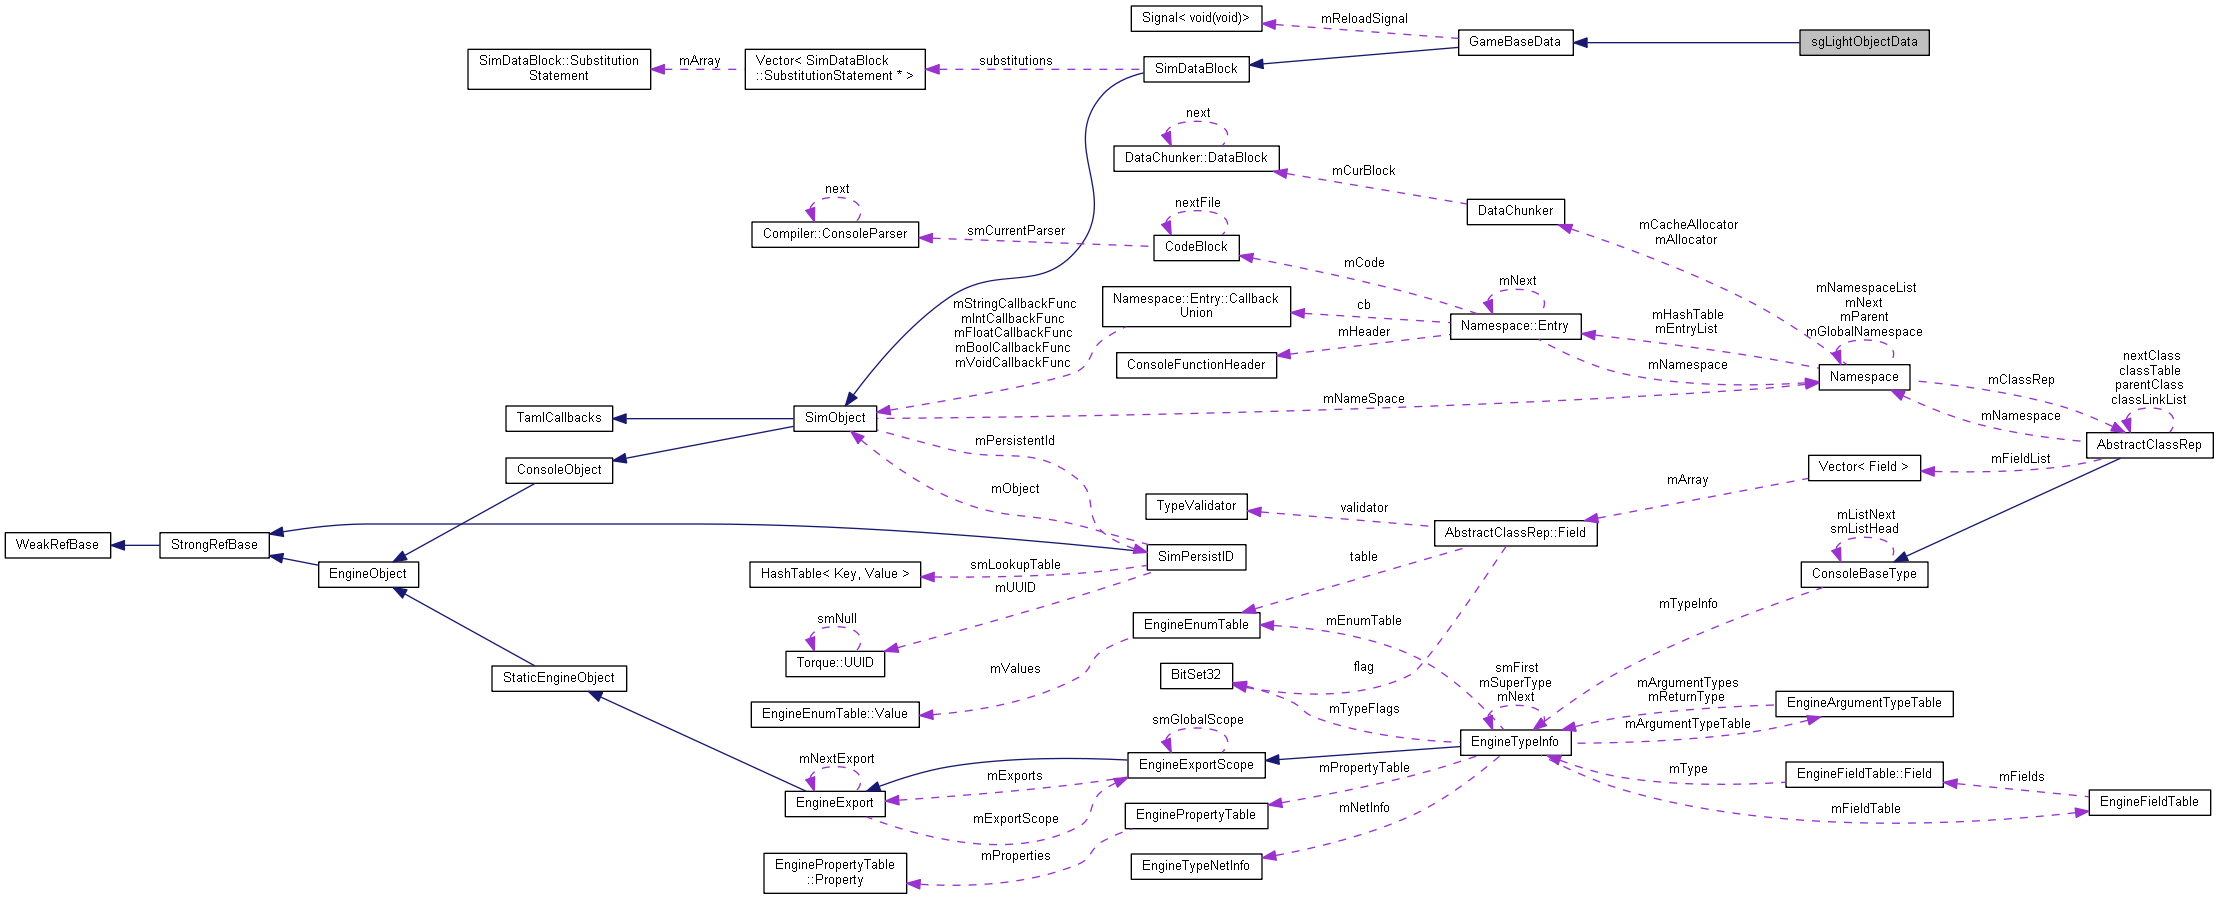 Signal< void(void)>
mReloadSignal
GameBaseData
sgLightObjectData
SimDataBlock::Substitution
Statement
mArray
Vector< SimDataBlock
::SubstitutionStatement * >
substitutions
SimDataBlock
next
DataChunker::DataBlock
mCurBlock
DataChunker
next
Compiler::ConsoleParser
smCurrentParser
nextFile
CodeBlock
mCacheAllocator
mAllocator
mCode
mStringCallbackFunc
mIntCallbackFunc
mFloatCallbackFunc
mBoolCallbackFunc
mVoidCallbackFunc
Namespace::Entry::Callback
Union
cb
mHeader
ConsoleFunctionHeader
mNext
Namespace::Entry
mHashTable
mEntryList
mNamespace
mNamespaceList
mNext
mParent
mGlobalNamespace
Namespace
mClassRep
mNamespace
nextClass
classTable
parentClass
classLinkList
AbstractClassRep
TamlCallbacks
SimObject
mNameSpace
ConsoleObject
mPersistentId
mObject
mFieldList
Vector< Field >
mArray
TypeValidator
validator
AbstractClassRep::Field
WeakRefBase
StrongRefBase
EngineObject
SimPersistID
HashTable< Key, Value >
smLookupTable
mUUID
table
mListNext
smListHead
ConsoleBaseType
smNull
Torque::UUID
EngineEnumTable
mEnumTable
mTypeInfo
StaticEngineObject
mValues
EngineEnumTable::Value
BitSet32
flag
mTypeFlags
smFirst
mSuperType
mNext
EngineTypeInfo
mArgumentTypes
mReturnType
mArgumentTypeTable
EngineArgumentTypeTable
smGlobalScope
EngineExportScope
mNextExport
EngineExport
mExports
mExportScope
mPropertyTable
EnginePropertyTable
mNetInfo
mType
EngineFieldTable::Field
mFields
mFieldTable
EngineFieldTable
EnginePropertyTable
::Property
mProperties
EngineTypeNetInfo